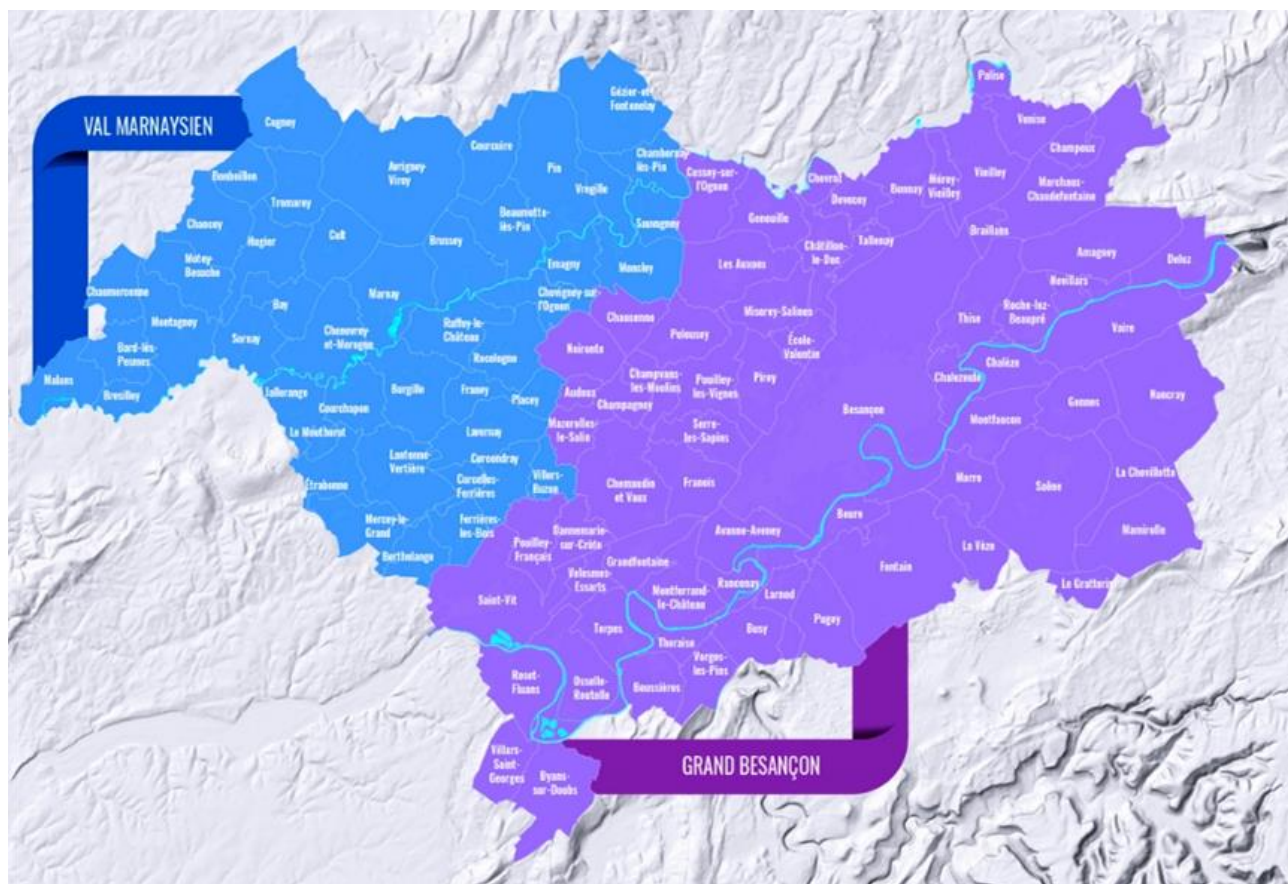 Palise
Gézier-et-
Fontenelay
VAL MARNAYSIEN
Cugney
Venise
Courcuire
Champoux
Chambornay-
lès-Pin
Avrigney-
Virey
Pin
Cussey-sur-
l'Ognon
Vieilley
Bonboillon
Vregille
Chevroz
Mérey-
Vieilley
Marchaux-
Chaudefontaine
Bonnay
Devecey
Tromarey
Beaumotte-
lès-Pin
Geneuille
Chancey
Sauvagney
Braillans
Cult
Hugier
Brussey
Tallenay
Châtillon-
le-Duc
Motey-
Besuche
Amagney
Deluz
Emagny
Moncley
Les Auxons
Novillars
Chaumercenne
Marnay
Chevigney-sur-
l'Ognon
Bay
Roche-lez-
Beaupré
Montagney
Ruffey-le-
Château
Chaucenne
Miserey-Salines
Thise
Vaire
Sornay
Chenevrey-
et-Morogne
Pelousey
École-
Valentin
Bard-lès-
Pesmes
Noironte
Recologne
Chalèze
Malans
Champvans-
les-Moulins
Pouilley-
les-Vignes
Pirey
Chalezeule
Bresilley
Jallerange
Burgille
Franey
Audeux
Placey
Champagney
Gennes
Nancray
Courchapon
Besançon
Mazerolles-
le-Salin
Serre-
les-Sapins
Montfaucon
Le Moutherot
Lavernay
Lantenne-
Vertière
Corcondray
La Chevillotte
Étrabonne
Corcelles-
Ferrières
Villers-
Buzon
Chemaudin
et Vaux
Franois
Morre
Saône
Beure
Mercey-le-
Grand
Ferrières-
les-Bois
Dannemarie-
sur-Crète
Avanne-Aveney
Mamirolle
Pouilley-
Français
La Vèze
Berthelange
Grandfontaine
Fontain
Velesmes-
Essarts
Rancenay
Le Gratteris
Montferrand-
le-Château
Larnod
Saint-Vit
Pugey
Torpes
Busy
Thoraise
Vorges-
les-Pins
Roset-
Fluans
Osselle-
Routelle
Boussières
Villars-
Saint-
Georges
GRAND BESANÇON
Byans-
sur-Doubs